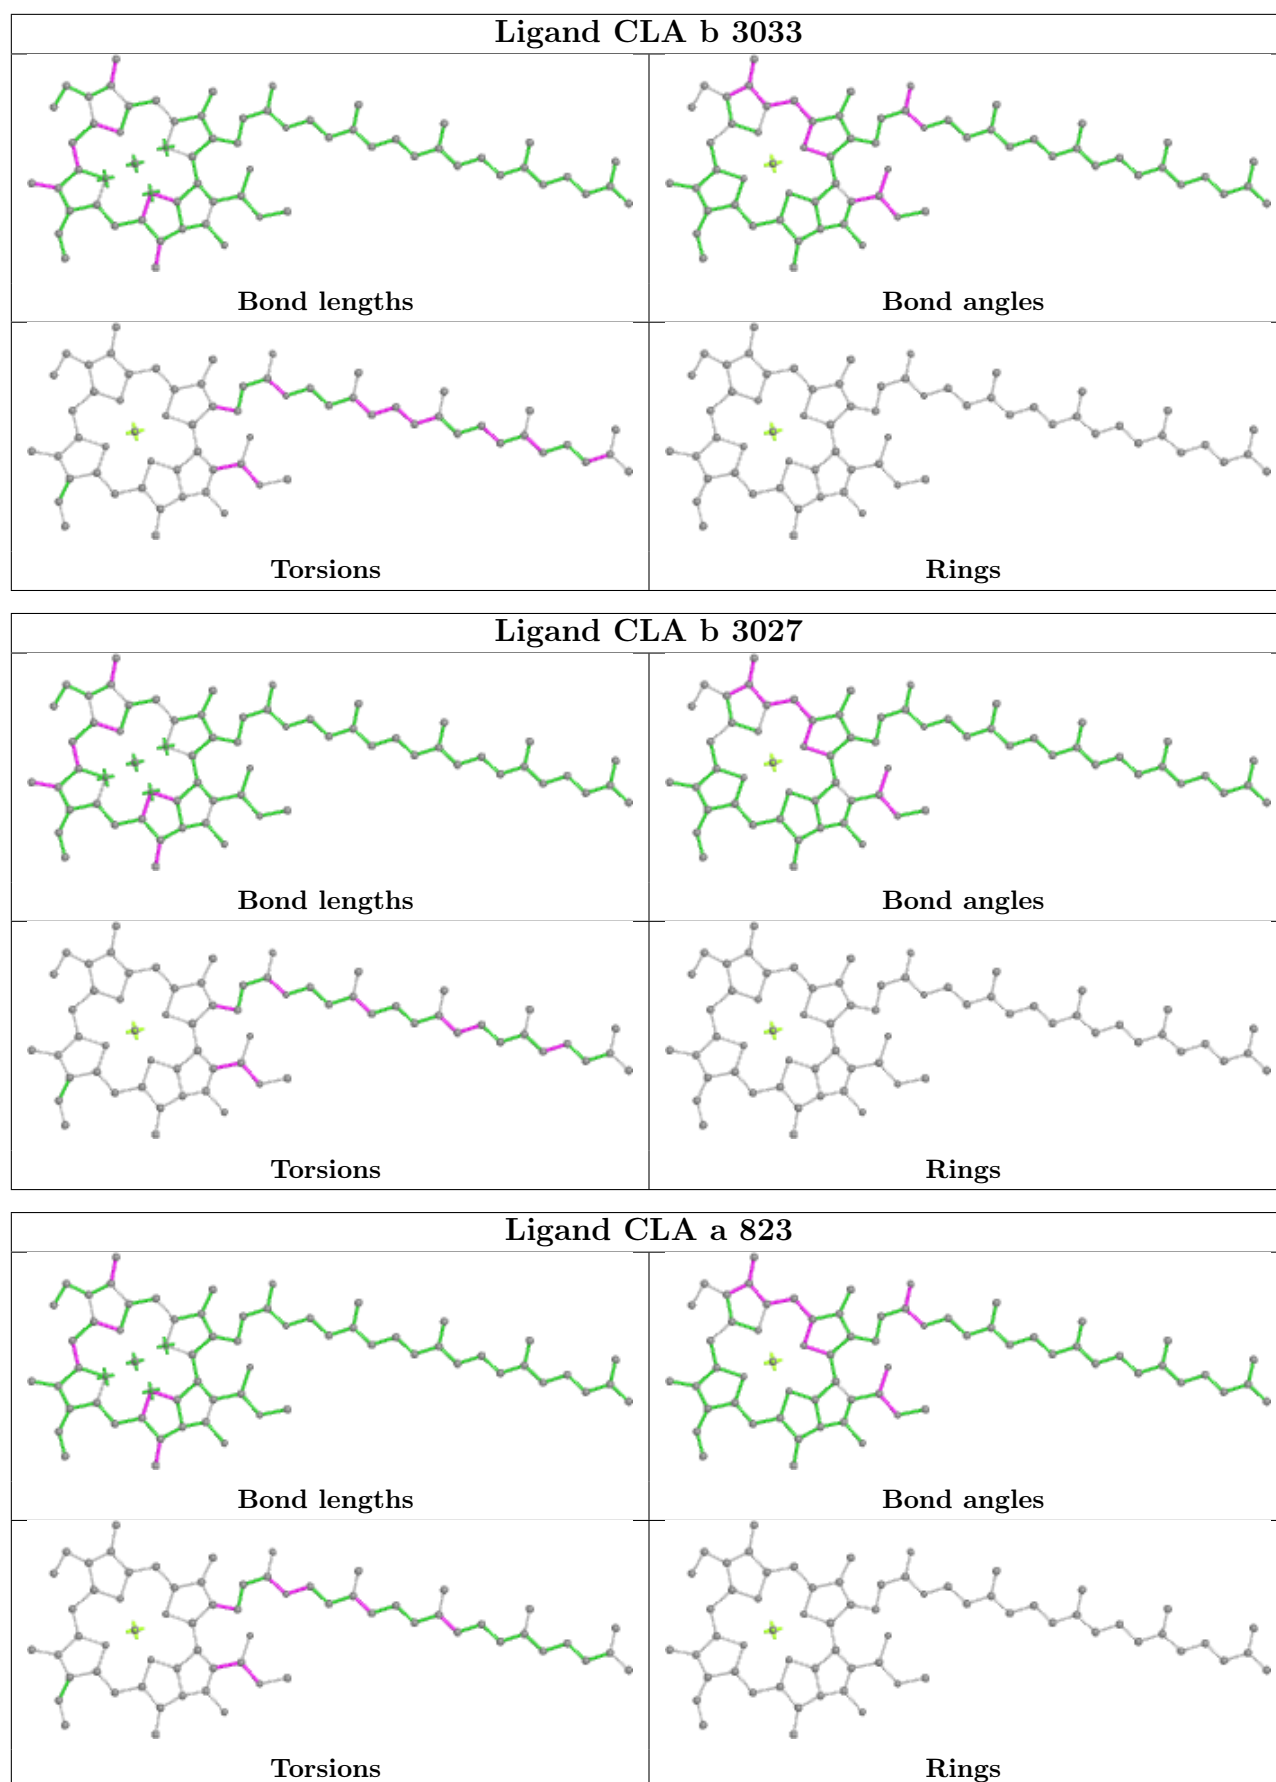 Ligand CLA b 3033
Bond lengths
Bond angles
Torsions
Rings
Ligand CLA b 3027
Bond lengths
Bond angles
Torsions
Rings
Ligand CLA a 823
Bond lengths
Bond angles
Torsions
Rings